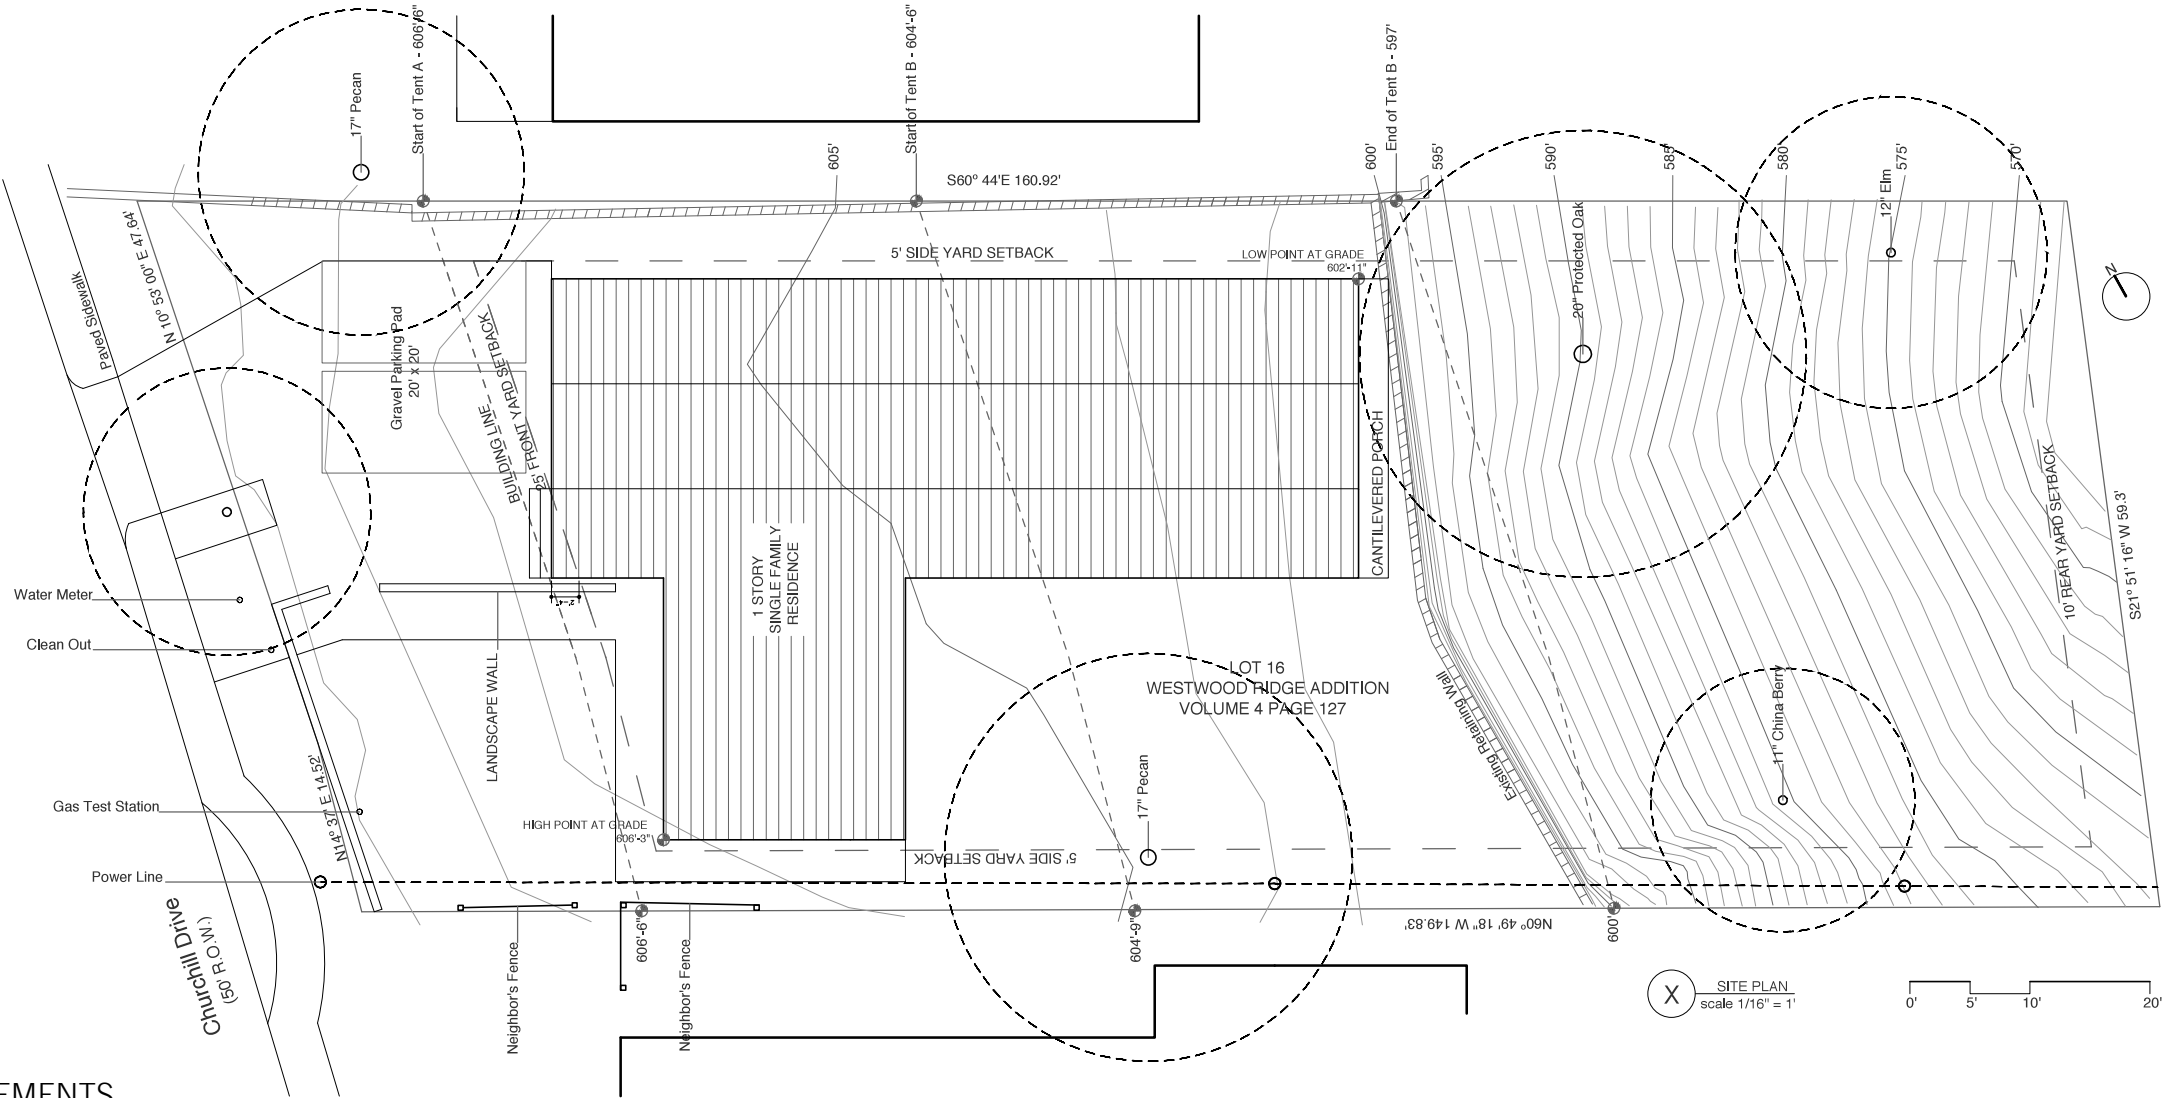 17" Pecan
Start of Tent A - 606'6"
Start of Tent B - 604'-6"
End of Tent B - 597'
605'
600'
595'
590'
585'
580'
575'
570'
12" Elm
S60º 44'E 160.92'
N 10º 53' 00" E 47.64'
Paved Sidewalk
5' SIDE YARD SETBACK
LOW POINT AT GRADE
602'-11"
20" Protected Oak
N
Gravel Parking Pad
20' x 20'
BUILDING LINE
25' FRONT YARD SETBACK
CANTILEVERED PORCH
1 STORY
SINGLE FAMILY
RESIDENCE
10' REAR YARD SETBACK
S21º 51' 16" W 59.3'
Water Meter
Clean Out
2'-4"
LANDSCAPE WALL
LOT 16
WESTWOOD RIDGE ADDITION
VOLUME 4 PAGE 127
Existing Retaining Wall
11" China Berry
17" Pecan
Gas Test Station
N14º 37' E 14.52'
HIGH POINT AT GRADE
606'-3"
5' SIDE YARD SETBACK
Power Line
Churchill Drive
(50' R.O.W.)
Neighbor's Fence
606'-6"
Neighbor's Fence
604'-9"
N60º 49' 18" W 149.83'
600'
X
SITE PLAN
scale 1/16" = 1'
0'
5'
10'
20'
EMENTS